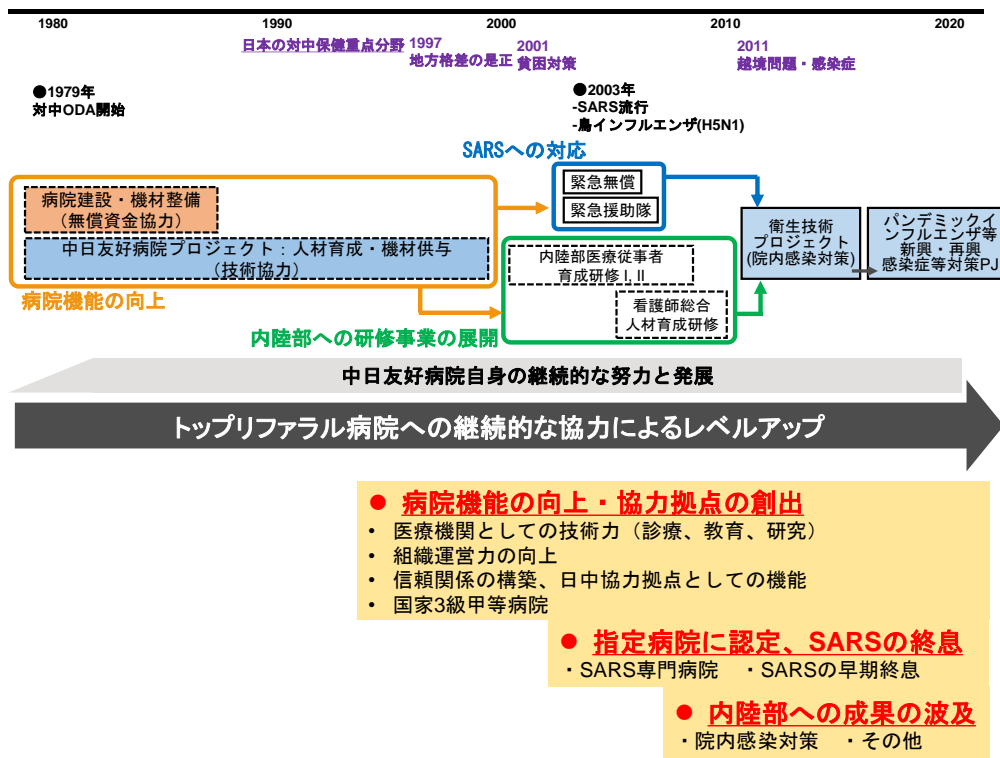 1980 1990 2000 2010 2020
日本の対中保健重点分野
1997
地方格差の是正
2001
貧困対策
2011
越境問題・感染症
●1979年
対中ODA開始
●2003年
-SARS流行
-鳥インフルエンザ(H5N1)
SARSへの対応
病院建設・機材整備
（無償資金協力）
中日友好病院プロジェクト：人材育成・機材供与
（技術協力）
病院機能の向上
緊急無償
緊急援助隊
内陸部医療従事者
育成研修 I, II
看護師総合
人材育成研修
内陸部への研修事業の展開
衛生技術
プロジェクト
(院内感染対策)
パンデミックイ
ンフルエンザ等
新興・再興
感染症等対策PJ
中日友好病院自身の継続的な努力と発展
トップリファラル病院への継続的な協力によるレベルアップ
● 病院機能の向上・協力拠点の創出
• 医療機関としての技術力（診療、教育、研究）
• 組織運営力の向上
• 信頼関係の構築、日中協力拠点としての機能
• 国家3級甲等病院
● 指定病院に認定、SARSの終息
・SARS専門病院 ・SARSの早期終息
● 内陸部への成果の波及
・院内感染対策 ・その他